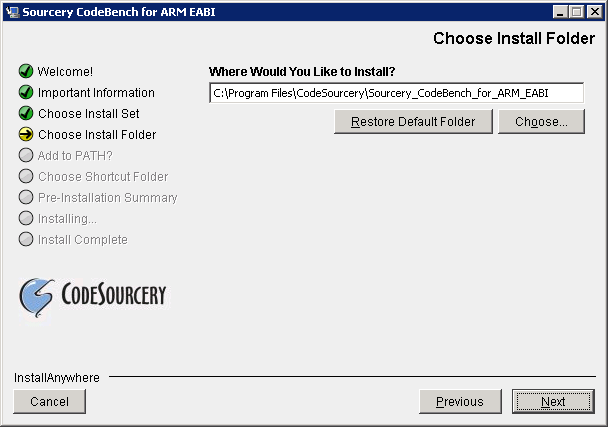 Sourcery CodeBench for ARM EABI
Choose Install Folder
Welcome!
Important Information
Choose Install Set
Choose Install Folder
Add to PATH?
Choose Shortcut Folder
Pre-Installation Summary
Installing...
Install Complete
Where Would You Like to Install?
C:\Program Files\CodeSourcery\Sourcery_CodeBench_for_ARM_EABI
Restore Default Folder
Choose...
CODESOURCERY
InstallAnywhere
Cancel
Previous
Next